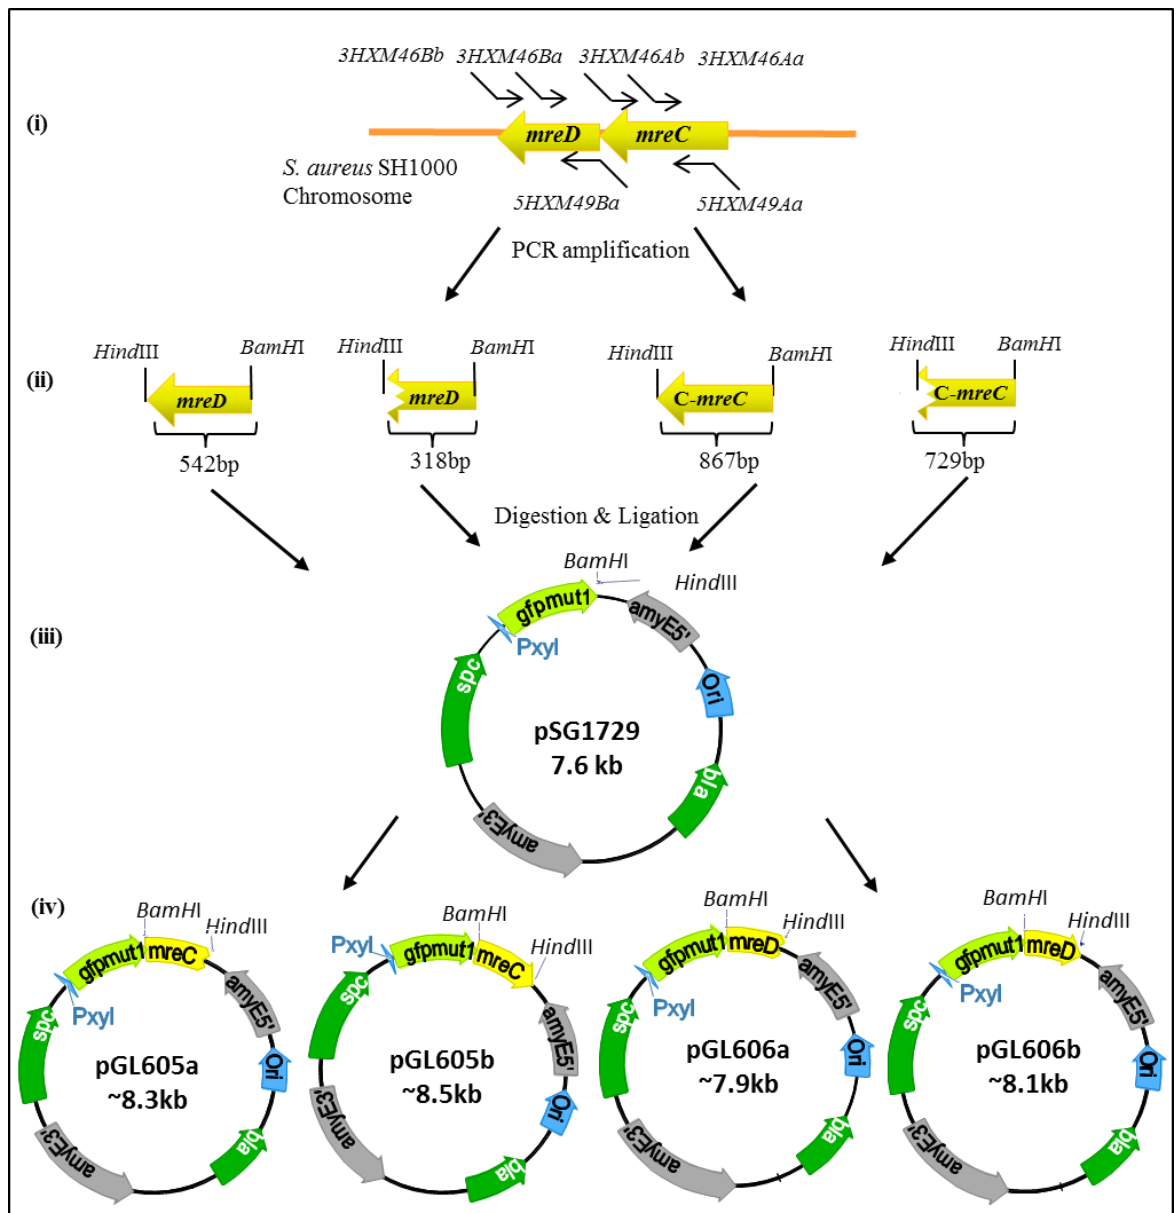 3HXM46Bb 3HXM46Ba 3HXM46Ab 3HXM46Aa
(i)
mreD mreC
S. aureus SH1000
Chromosome
5HXM49Ba 5HXM49Aa
PCR amplification
HindIII BamHI HindIII BamHI HindIII BamHI HindIII BamHI
(ii)
mreD mreD C-mreC C-mreC
542bp 318bp 867bp 729bp
Digestion & Ligation
BamHI
HindIII
gfpmut1 amyE5'
(iii)
Pxyl
spc Ori
pSG1729
7.6 kb
bla
amyE3'
(iv)
BamHI HindIII BamHI HindIII BamHI HindIII BamHI HindIII
gfpmut1 mreC gfpmut1 mreC gfpmut1 mreD gfpmut1 mreD
Pxyl Pxyl Pxyl Pxyl
spc amyE5' spc amyE5' spc amyE5' spc amyE5'
pGL605a pGL605b pGL606a pGL606b
~8.3kb ~8.5kb ~7.9kb ~8.1kb
Ori Ori Ori Ori
amyE3' bla amyE3' bla amyE3' bla amyE3' bla